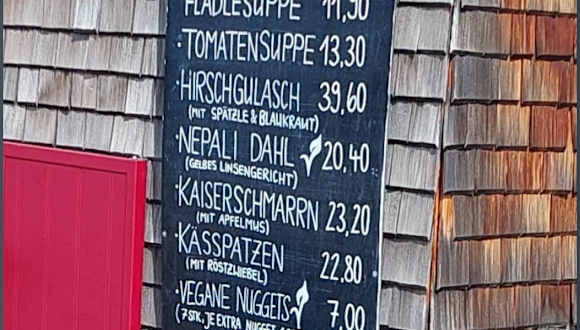 FLÄDLESUPPE 11,90
·TOMATENSUPPE 13,30
·HIRSCHGULASCH 39,60
(MIT SPÄTZLE & BLAUKRAUT)
·NEPALI DAHL 20,40
(GELBES LINSENGERICHT)
·KAISERSCHMARRN 23,20
(MIT APFELMUS)
·KÄSSPATZEN 22,80
(MIT RÖSTZWIEBEL)
·VEGANE NUGGETS 7,00
(7 STK, JE EXTRA NUGGET